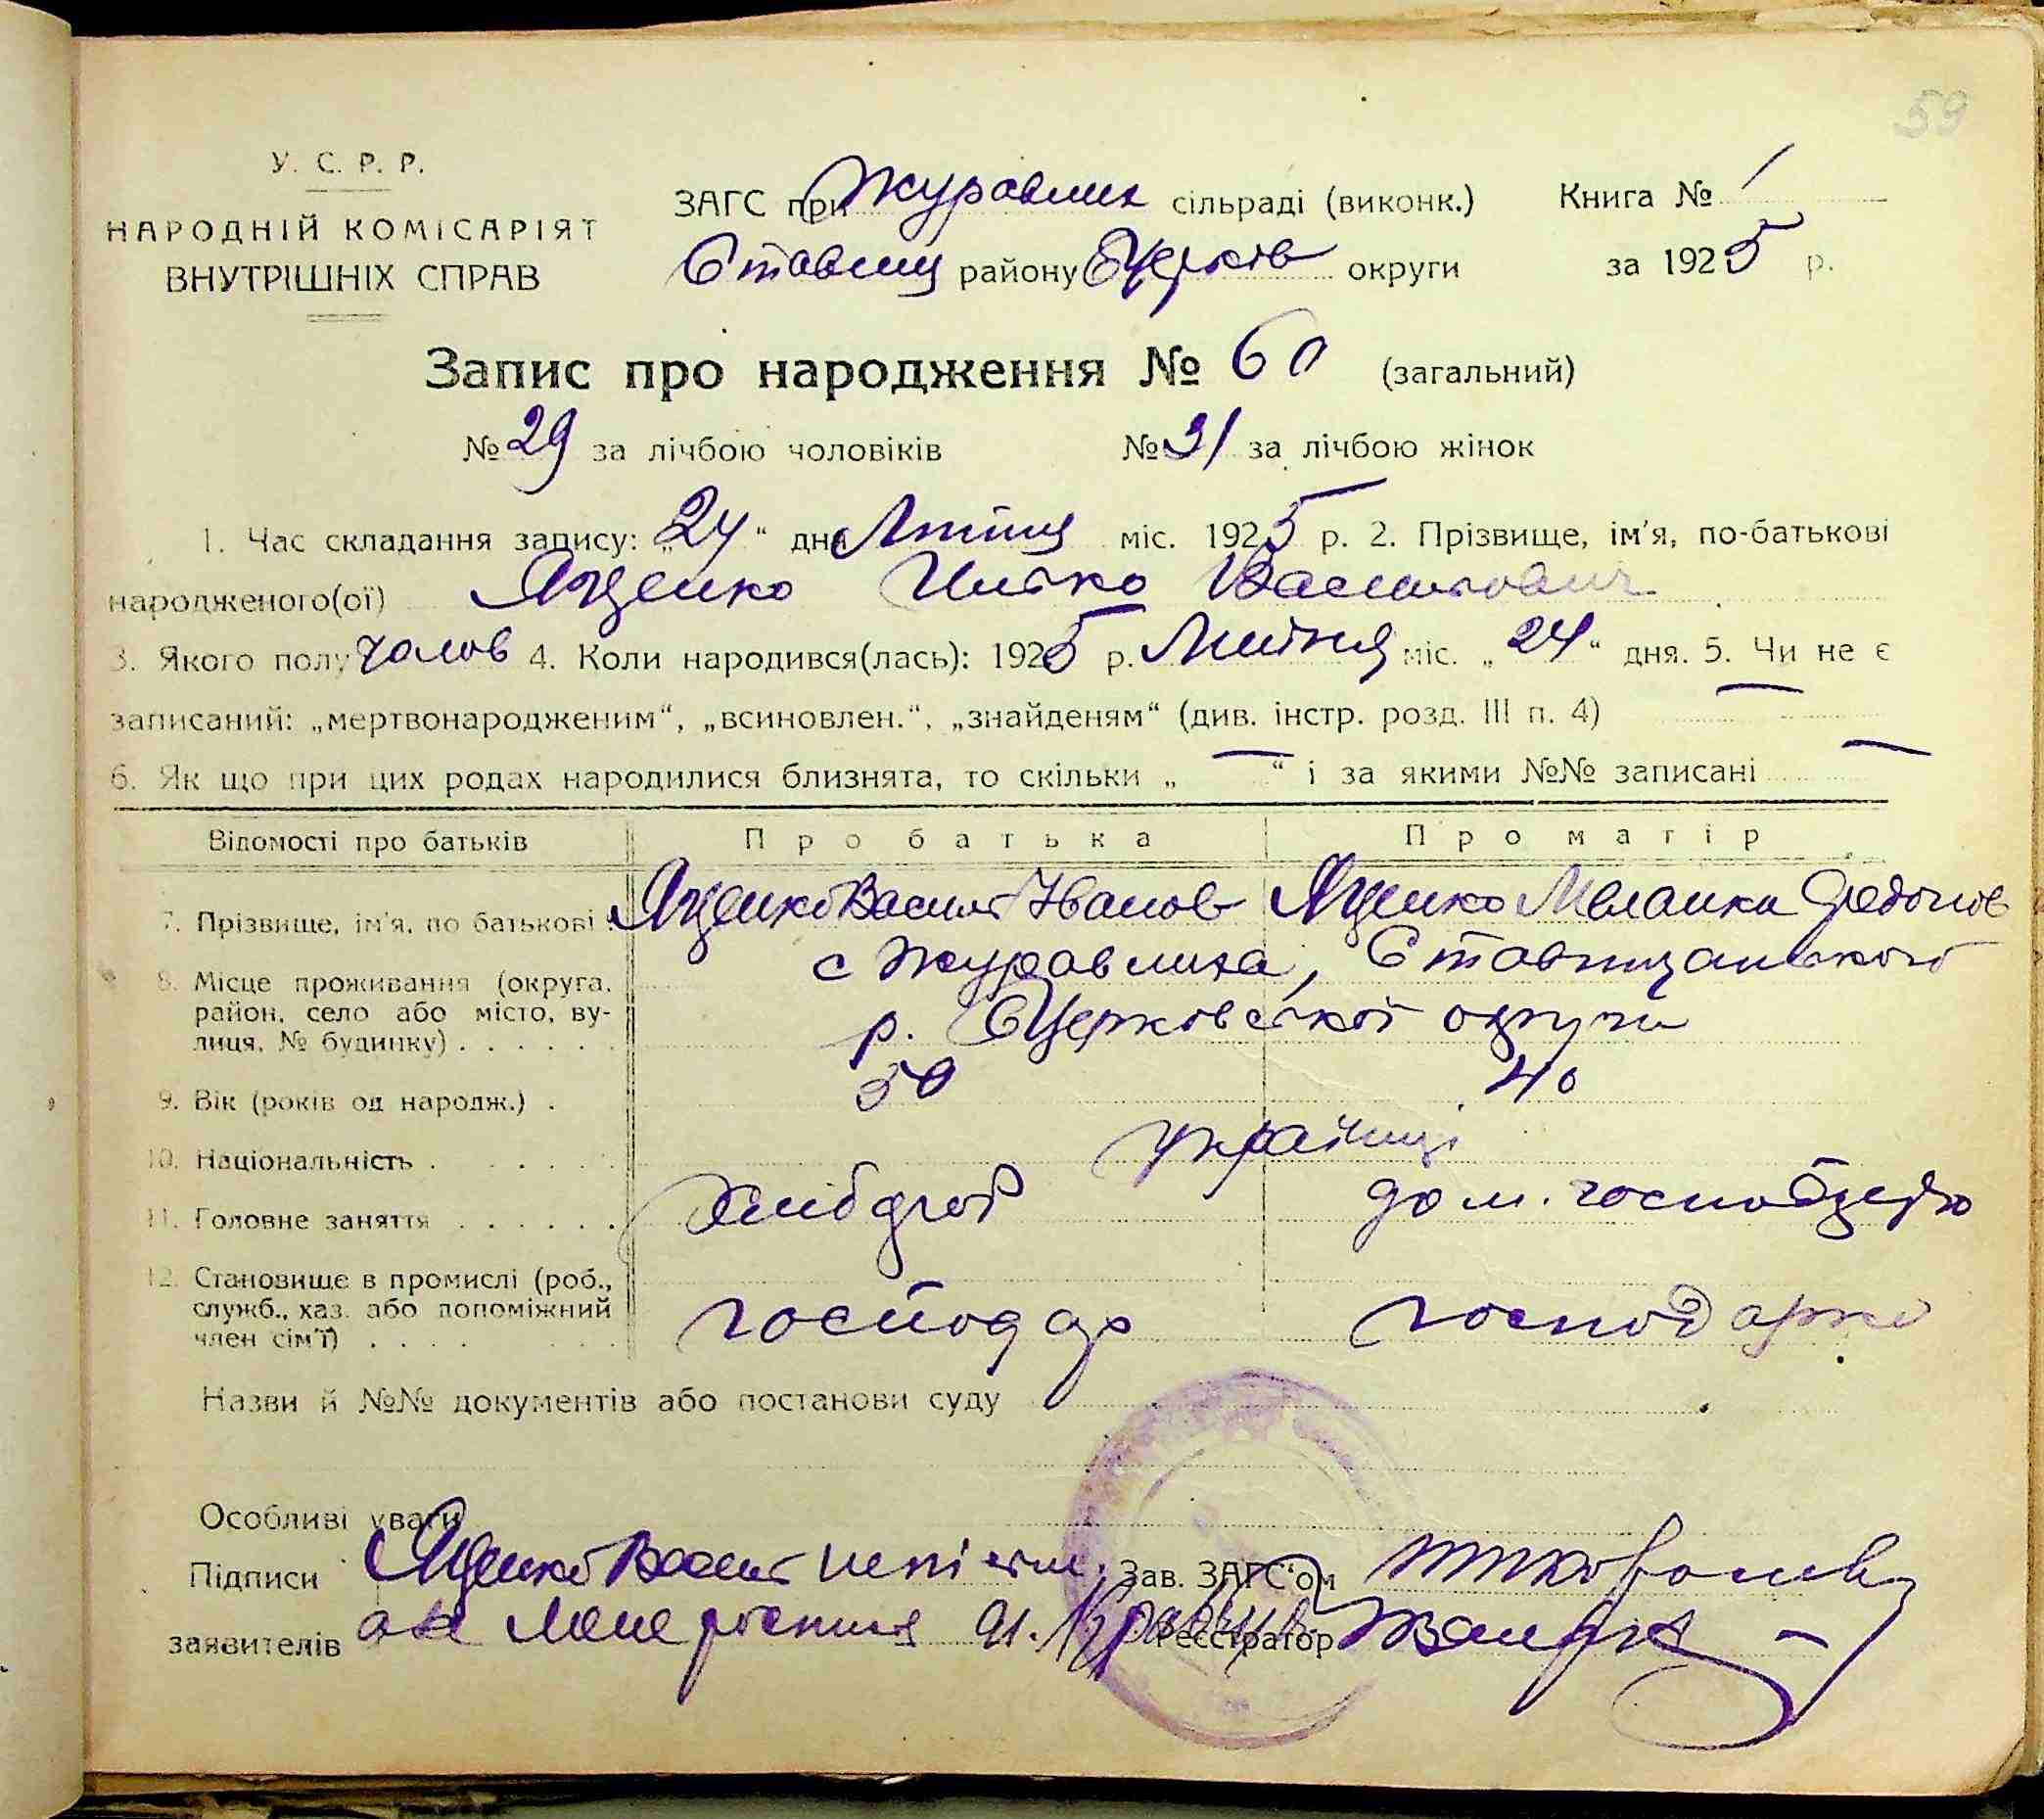 59
У. С. Р. Р.
НАРОДНІЙ КОМІСАРІЯТ
ВНУТРІШНІХ СПРАВ
ЗАГС при Журавлих сільраді (виконк.)
Книга № 1
Ставищ району БЦерков округи
за 1925 р.
Запис про народження № 60 (загальний)
№ 29 за лічбою чоловіків № 31 за лічбою жінок
1. Час складання запису: „24“ дня Липня міс. 1925 р. 2. Прізвище, ім'я, по-батькові
народженого(ої) Яценко Илько Васильович
3. Якого полу чолов 4. Коли народився(лась): 1925 р. Липня міс. „24“ дня. 5. Чи не є
записаний: „мертвонародженим“, „всиновлен.“, „знайденям“ (див. інстр. розд. III п. 4) —
6. Як що при цих родах народилися близнята, то скільки „ — “ і за якими №№ записані —
Відомості про батьків Про батька Про матір
7. Прізвище, ім'я, по батькові : Яценко Василь Іванов Яценко Меланка Федонов
8. Місце проживання (округа, район, село або місто, вулиця, № будинку) . . . . . .
с Журавлиха, Ставищанського
р. БЦерковської округи
9. Вік (років од народж.) . 50 40
10. Національність . . . . . . українці
11. Головне заняття . . . . . . Хлібороб дом. господарью
12. Становище в промислі (роб., служб., хаз. або допоміжний член сім'ї) . . . .
господар господарка
Назви й №№ документів або постанови суду
Особливі уваги
Підписи Яценко Василь неписьм. Зав. ЗАГС'ом
заявителів Реєстратор